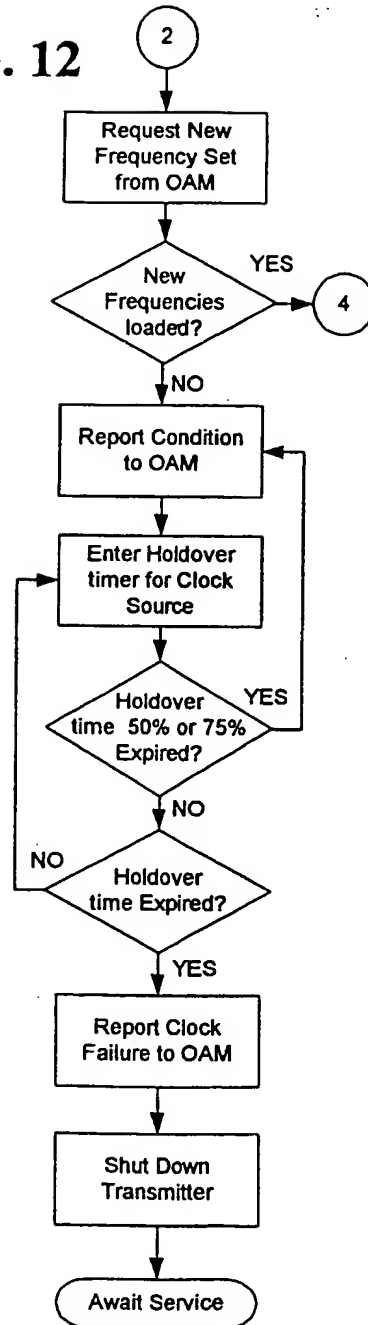 . 12
2
Request New
Frequency Set
from OAM
New
Frequencies
loaded?
YES
4
NO
Report Condition
to OAM
Enter Holdover
timer for Clock
Source
Holdover
time 50% or 75%
Expired?
YES
NO
NO
Holdover
time Expired?
YES
Report Clock
Failure to OAM
Shut Down
Transmitter
Await Service